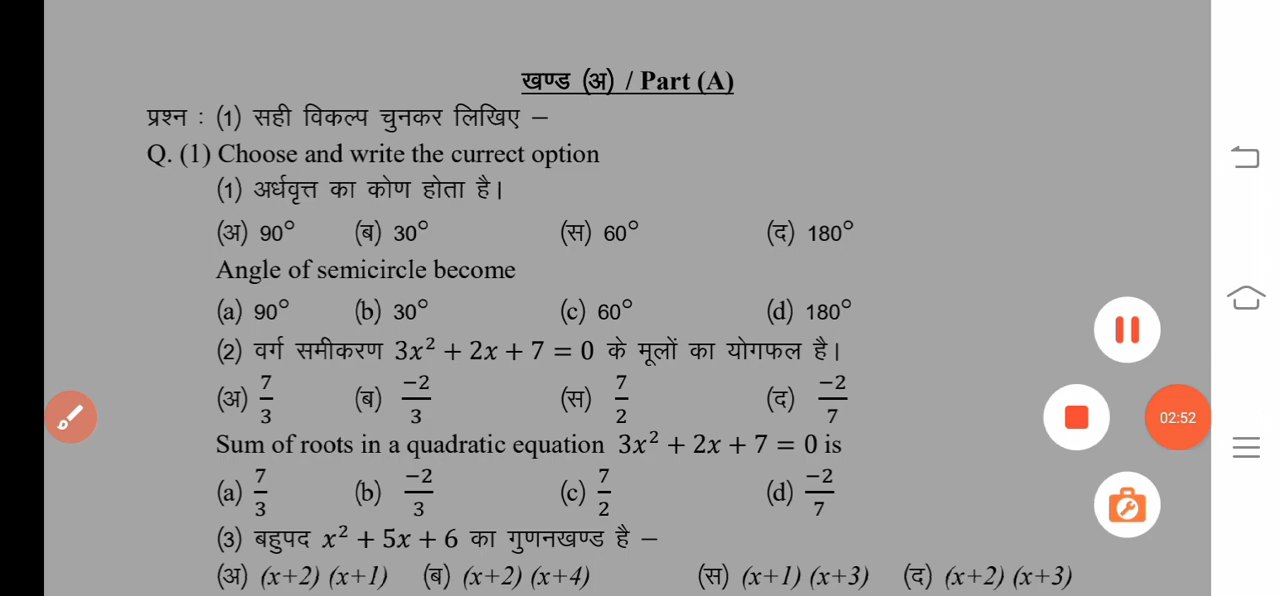 खण्ड (अ) / Part (A)
प्रश्न : (1) सही विकल्प चुनकर लिखिए –
Q. (1) Choose and write the currect option
(1) अर्धवृत्त का कोण होता है।
(अ) 90° (ब) 30° (स) 60° (द) 180°
Angle of semicircle become
(a) 90° (b) 30° (c) 60° (d) 180°
(2) वर्ग समीकरण 3x² + 2x + 7 = 0 के मूलों का योगफल है।
(अ) 7/3 (ब) −2/3 (स) 7/2 (द) −2/7
Sum of roots in a quadratic equation 3x² + 2x + 7 = 0 is
(a) 7/3 (b) −2/3 (c) 7/2 (d) −2/7
(3) बहुपद x² + 5x + 6 का गुणनखण्ड है –
(अ) (x+2) (x+1) (ब) (x+2) (x+4) (स) (x+1) (x+3) (द) (x+2) (x+3)
02:52